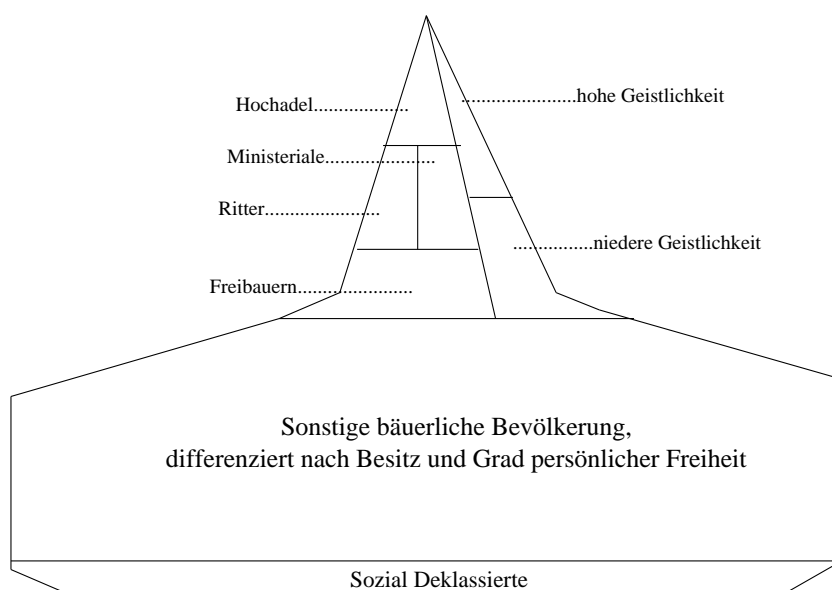 Hochadel...................
.......................hohe Geistlichkeit
Ministeriale......................
Ritter.......................
................niedere Geistlichkeit
Freibauern.......................
Sonstige bäuerliche Bevölkerung,
differenziert nach Besitz und Grad persönlicher Freiheit
Sozial Deklassierte